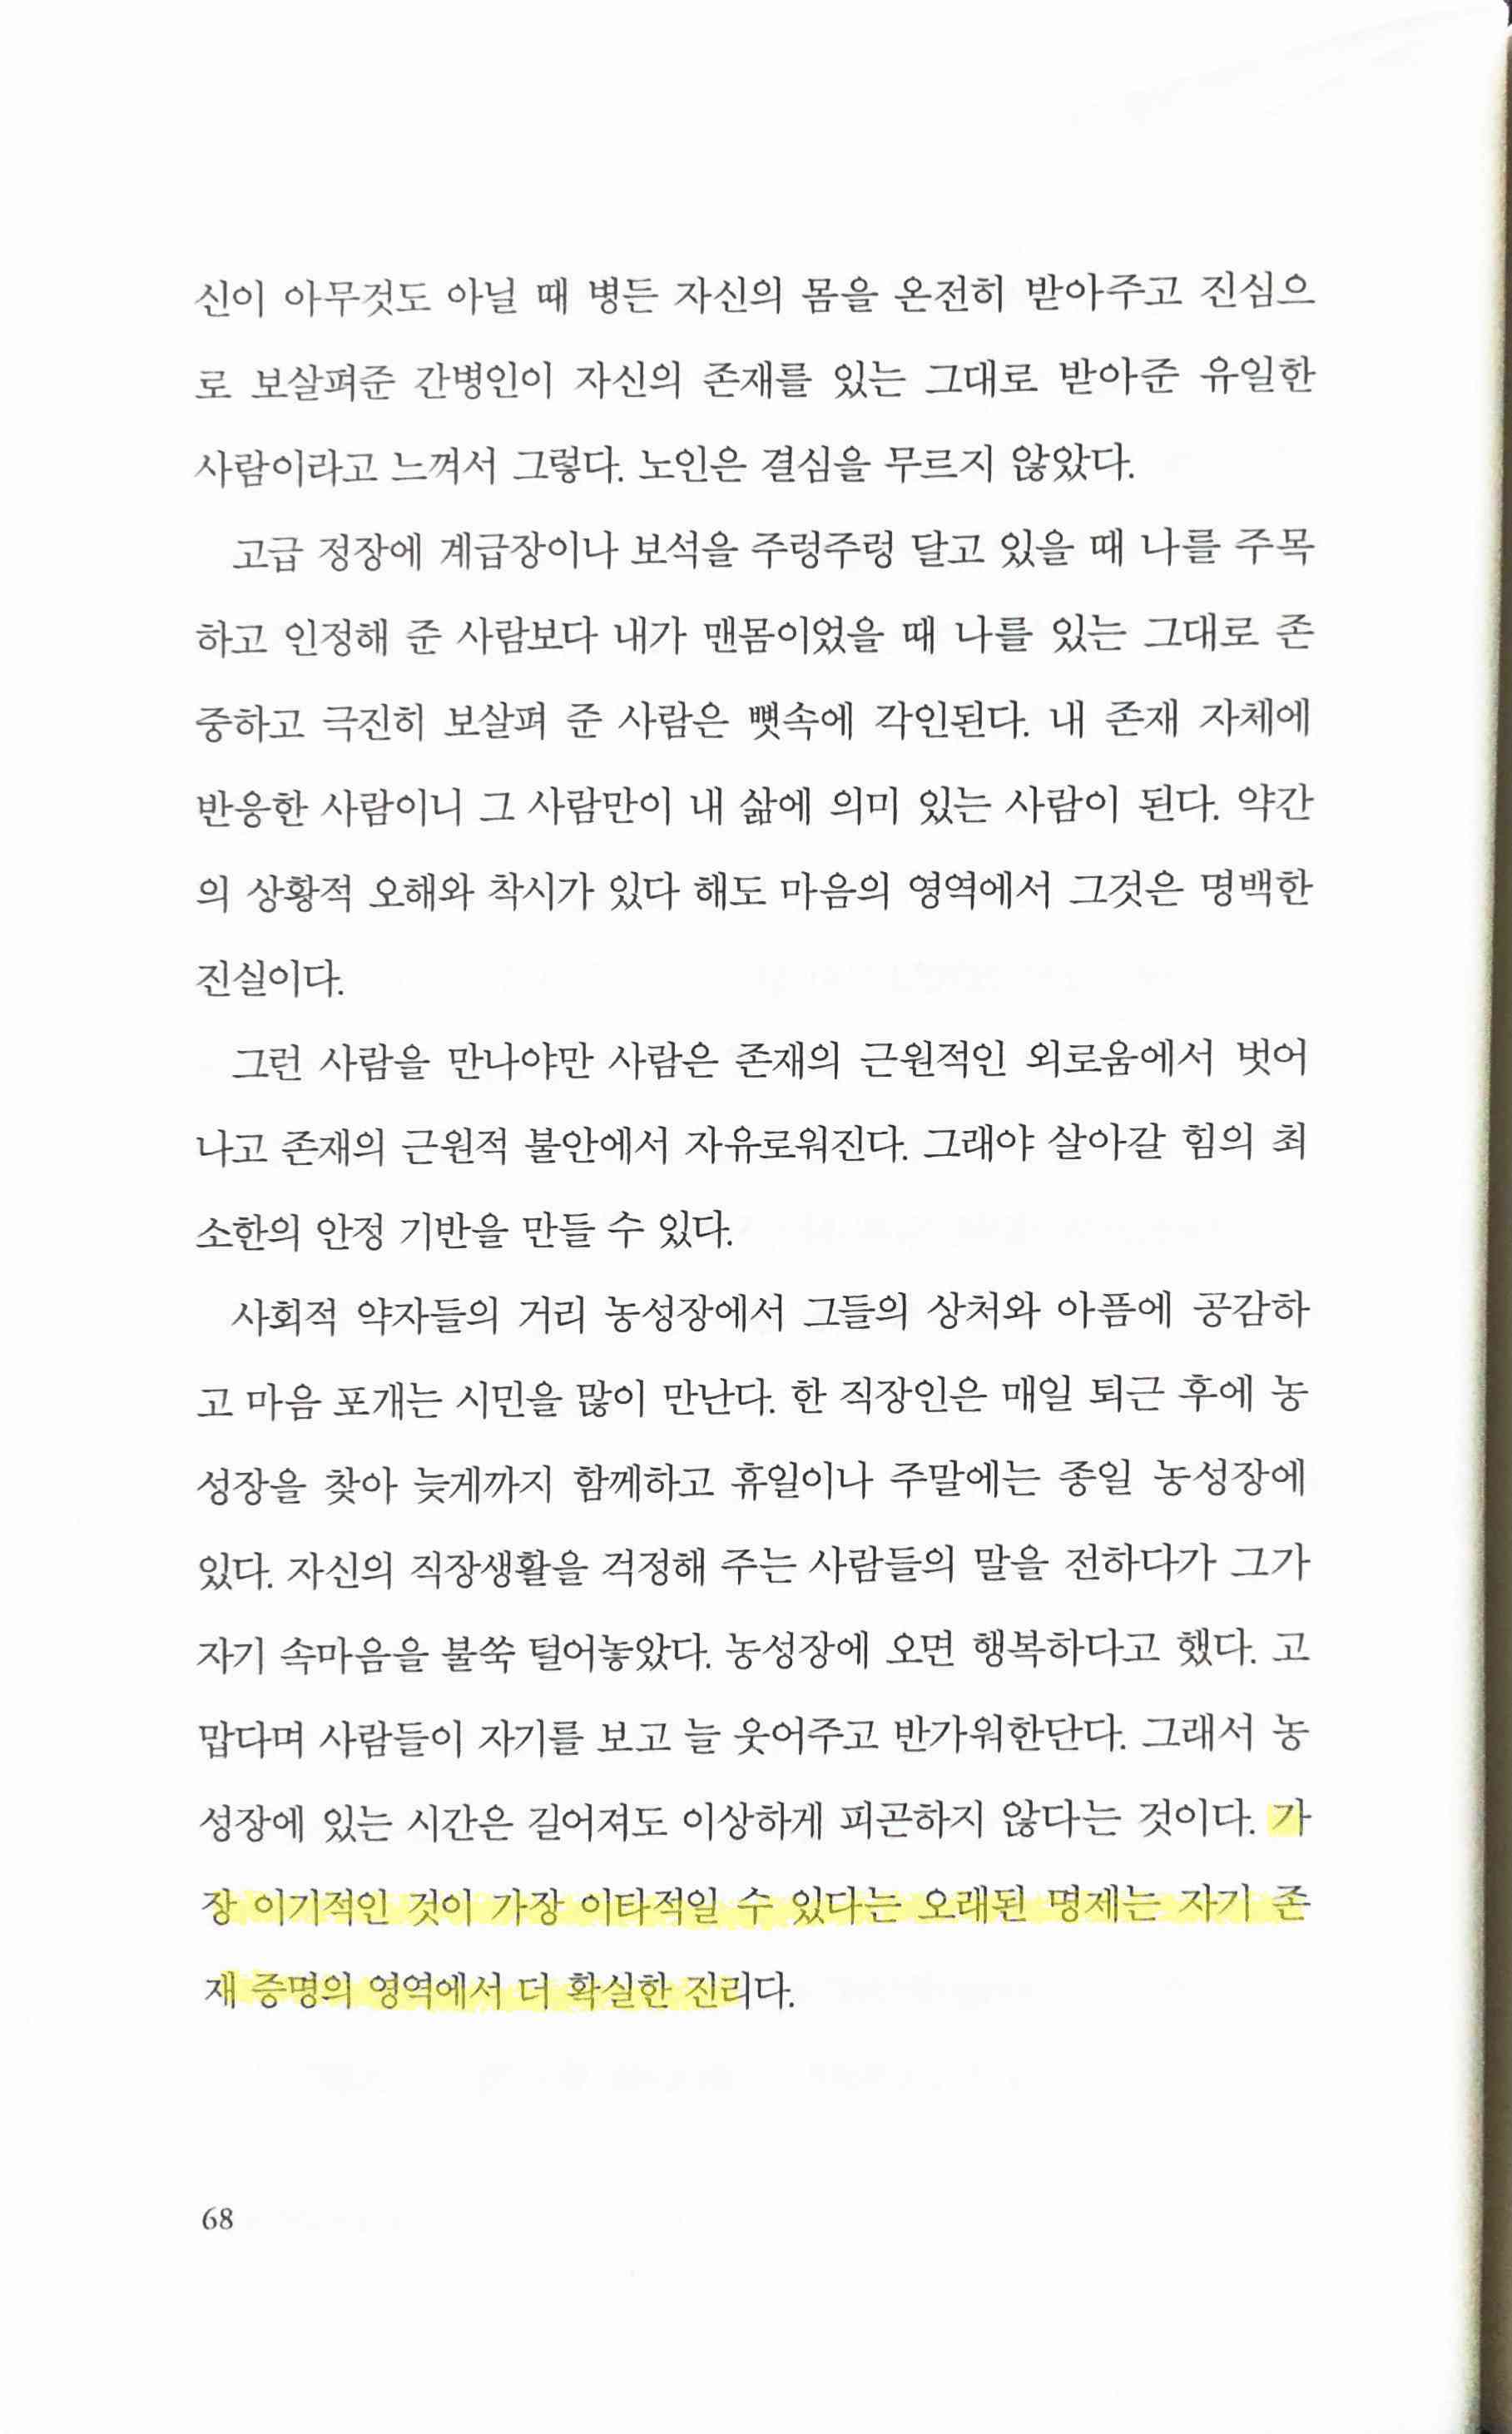 신이 아무것도 아닐 때 병든 자신의 몸을 온전히 받아주고 진심으
로 보살펴준 간병인이 자신의 존재를 있는 그대로 받아준 유일한
사람이라고 느껴서 그렇다. 노인은 결심을 무르지 않았다.
고급 정장에 계급장이나 보석을 주렁주렁 달고 있을 때 나를 주목
하고 인정해 준 사람보다 내가 맨몸이었을 때 나를 있는 그대로 존
중하고 극진히 보살펴 준 사람은 뼛속에 각인된다. 내 존재 자체에
반응한 사람이니 그 사람만이 내 삶에 의미 있는 사람이 된다. 약간
의 상황적 오해와 착시가 있다 해도 마음의 영역에서 그것은 명백한
진실이다.
그런 사람을 만나야만 사람은 존재의 근원적인 외로움에서 벗어
나고 존재의 근원적 불안에서 자유로워진다. 그래야 살아갈 힘의 최
소한의 안정 기반을 만들 수 있다.
사회적 약자들의 거리 농성장에서 그들의 상처와 아픔에 공감하
고 마음 포개는 시민을 많이 만난다. 한 직장인은 매일 퇴근 후에 농
성장을 찾아 늦게까지 함께하고 휴일이나 주말에는 종일 농성장에
있다. 자신의 직장생활을 걱정해 주는 사람들의 말을 전하다가 그가
자기 속마음을 불쑥 털어놓았다. 농성장에 오면 행복하다고 했다. 고
맙다며 사람들이 자기를 보고 늘 웃어주고 반가워한단다. 그래서 농
성장에 있는 시간은 길어져도 이상하게 피곤하지 않다는 것이다. 가
장 이기적인 것이 가장 이타적일 수 있다는 오래된 명제는 자기 존
재 증명의 영역에서 더 확실한 진리다.
68